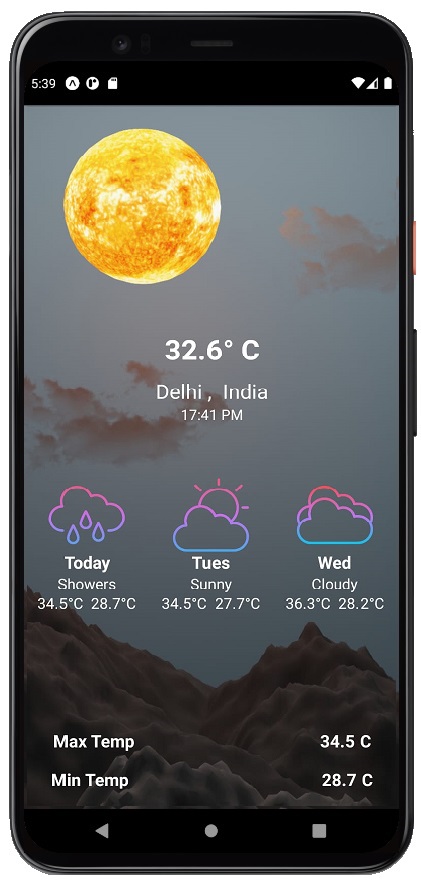 5:39
32.6° C
Delhi ,  India
17:41 PM
Today Tues Wed
Showers Sunny Cloudy
34.5°C  28.7°C 34.5°C  27.7°C 36.3°C  28.2°C
Max Temp 34.5 C
Min Temp 28.7 C